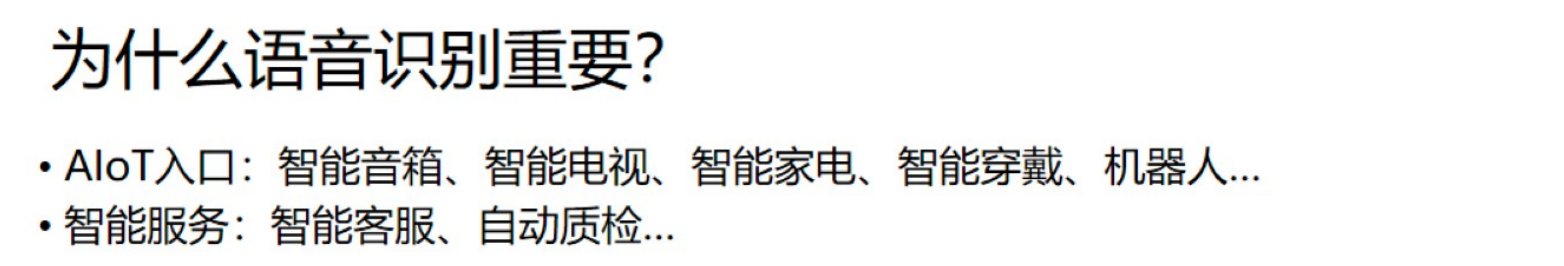 为什么语音识别重要？
• AIoT入口：智能音箱、智能电视、智能家电、智能穿戴、机器人...
• 智能服务：智能客服、自动质检...